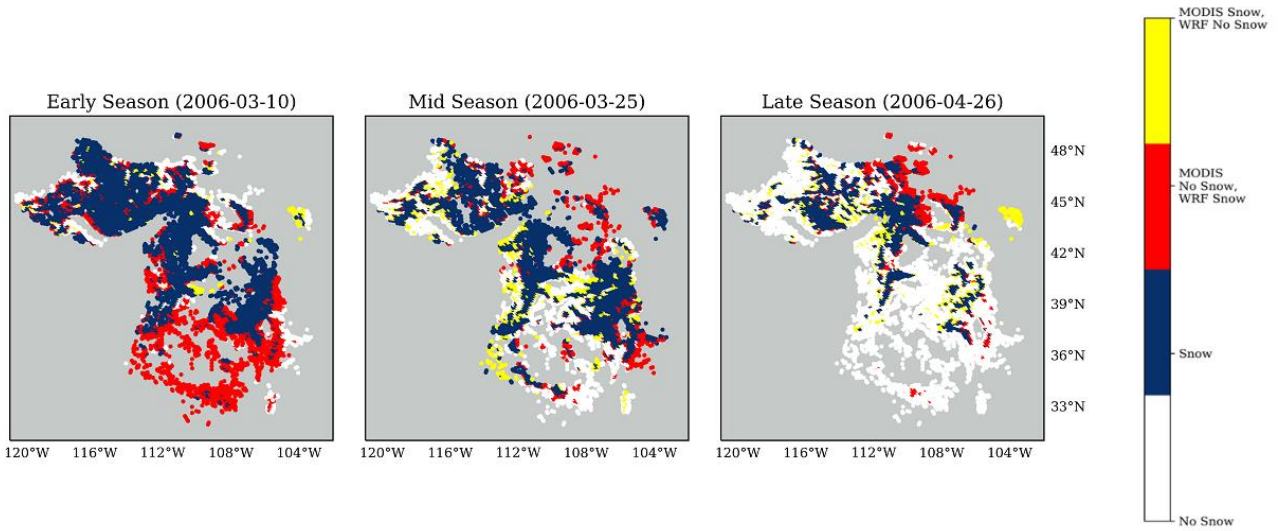 Early Season (2006-03-10)
Mid Season (2006-03-25)
Late Season (2006-04-26)
48°N
45°N
42°N
39°N
36°N
33°N
120°W 116°W 112°W 108°W 104°W
120°W 116°W 112°W 108°W 104°W
120°W 116°W 112°W 108°W 104°W
MODIS Snow,
WRF No Snow
MODIS
No Snow,
WRF Snow
Snow
No Snow